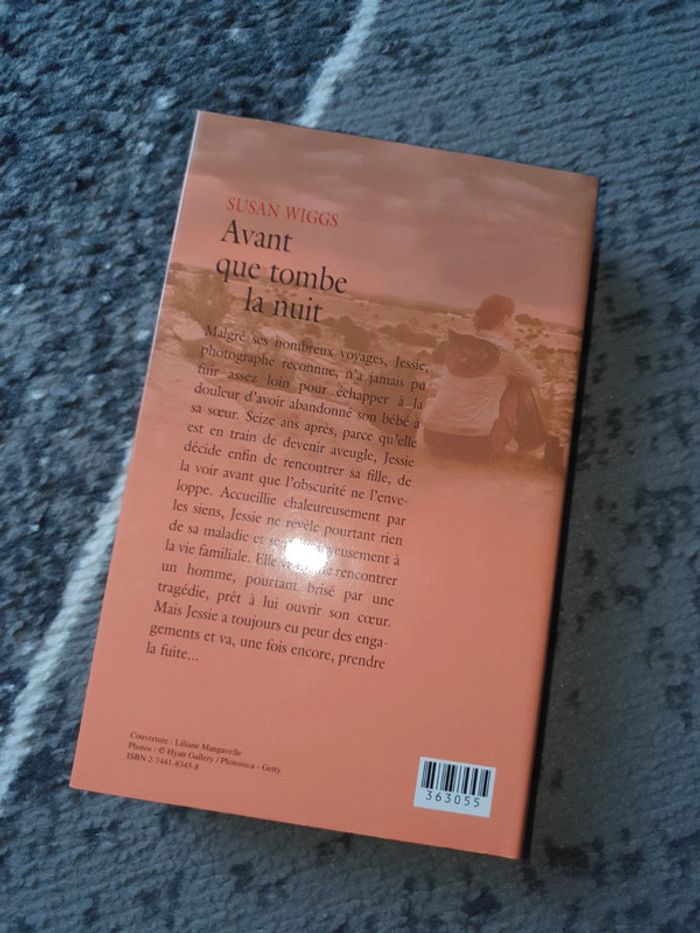 SUSAN WIGGS
Avant
que tombe
la nuit
Malgré ses nombreux voyages, Jessie,
photographe reconnue, n'a jamais pu
fuir assez loin pour échapper à la
douleur d'avoir abandonné son bébé à
sa sœur. Seize ans après, parce qu'elle
est en train de devenir aveugle, Jessie
décide enfin de rencontrer sa fille, de
la voir avant que l'obscurité ne l'enve-
loppe. Accueillie chaleureusement par
les siens, Jessie ne révèle pourtant rien
de sa maladie et à
la vie familiale. Elle rencontrer
un homme, pourtant brisé par une
tragédie, prêt à lui ouvrir son cœur.
Mais Jessie a toujours eu peur des enga-
gements et va, une fois encore, prendre
la fuite...
Couverture : Liliane Mangavelle
Photos : © Hyatt Gallery / Photonica - Getty
ISBN 2-7441-8345-8
363055